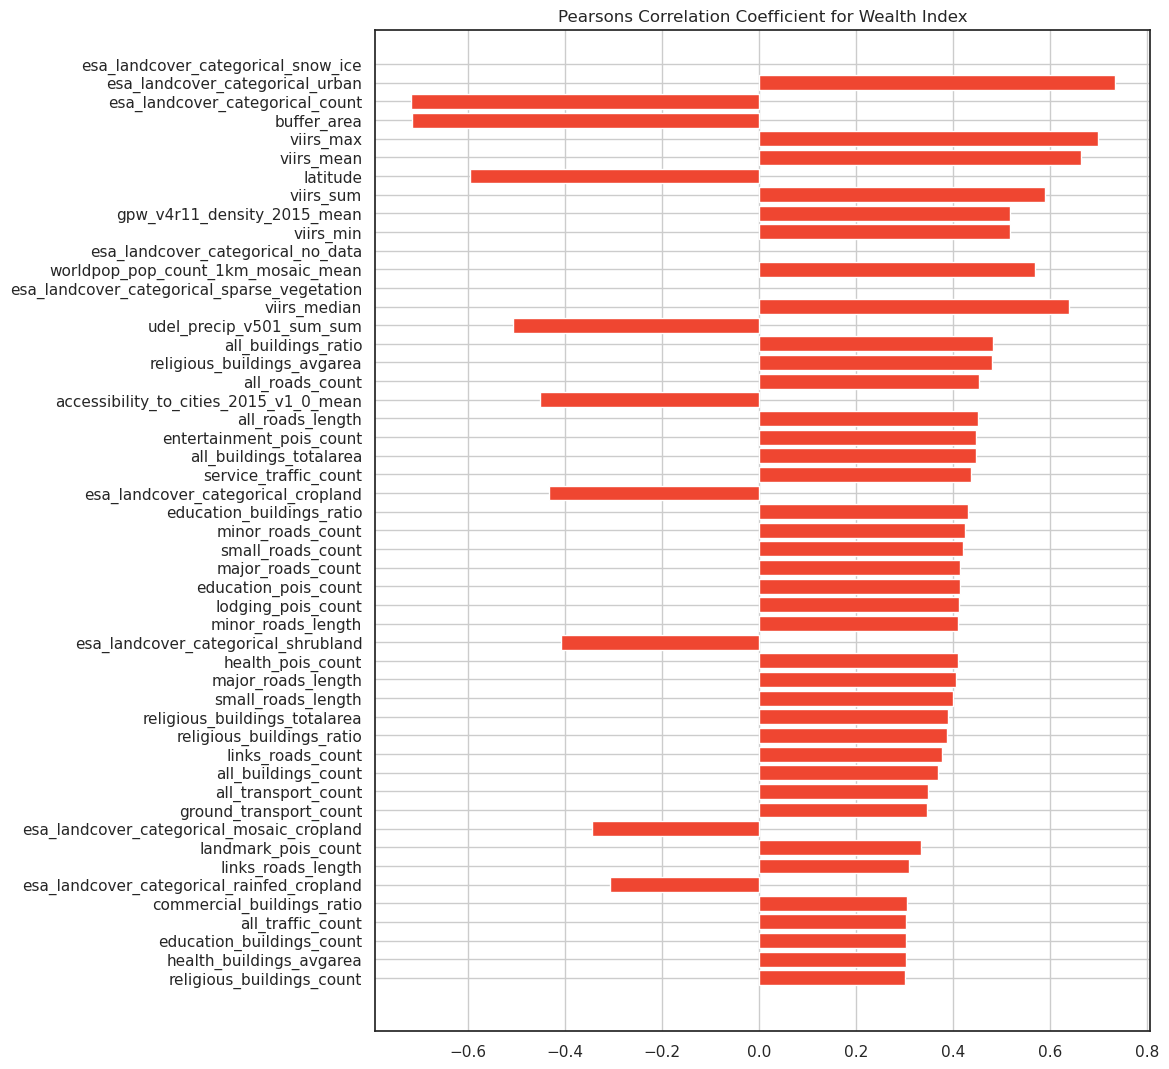 Pearsons Correlation Coefficient for Wealth Index
esa_landcover_categorical_snow_ice
esa_landcover_categorical_urban
esa_landcover_categorical_count
buffer_area
viirs_max
viirs_mean
latitude
viirs_sum
gpw_v4r11_density_2015_mean
viirs_min
esa_landcover_categorical_no_data
worldpop_pop_count_1km_mosaic_mean
esa_landcover_categorical_sparse_vegetation
viirs_median
udel_precip_v501_sum_sum
all_buildings_ratio
religious_buildings_avgarea
all_roads_count
accessibility_to_cities_2015_v1_0_mean
all_roads_length
entertainment_pois_count
all_buildings_totalarea
service_traffic_count
esa_landcover_categorical_cropland
education_buildings_ratio
minor_roads_count
small_roads_count
major_roads_count
education_pois_count
lodging_pois_count
minor_roads_length
esa_landcover_categorical_shrubland
health_pois_count
major_roads_length
small_roads_length
religious_buildings_totalarea
religious_buildings_ratio
links_roads_count
all_buildings_count
all_transport_count
ground_transport_count
esa_landcover_categorical_mosaic_cropland
landmark_pois_count
links_roads_length
esa_landcover_categorical_rainfed_cropland
commercial_buildings_ratio
all_traffic_count
education_buildings_count
health_buildings_avgarea
religious_buildings_count
−0.6 −0.4 −0.2 0.0 0.2 0.4 0.6 0.8